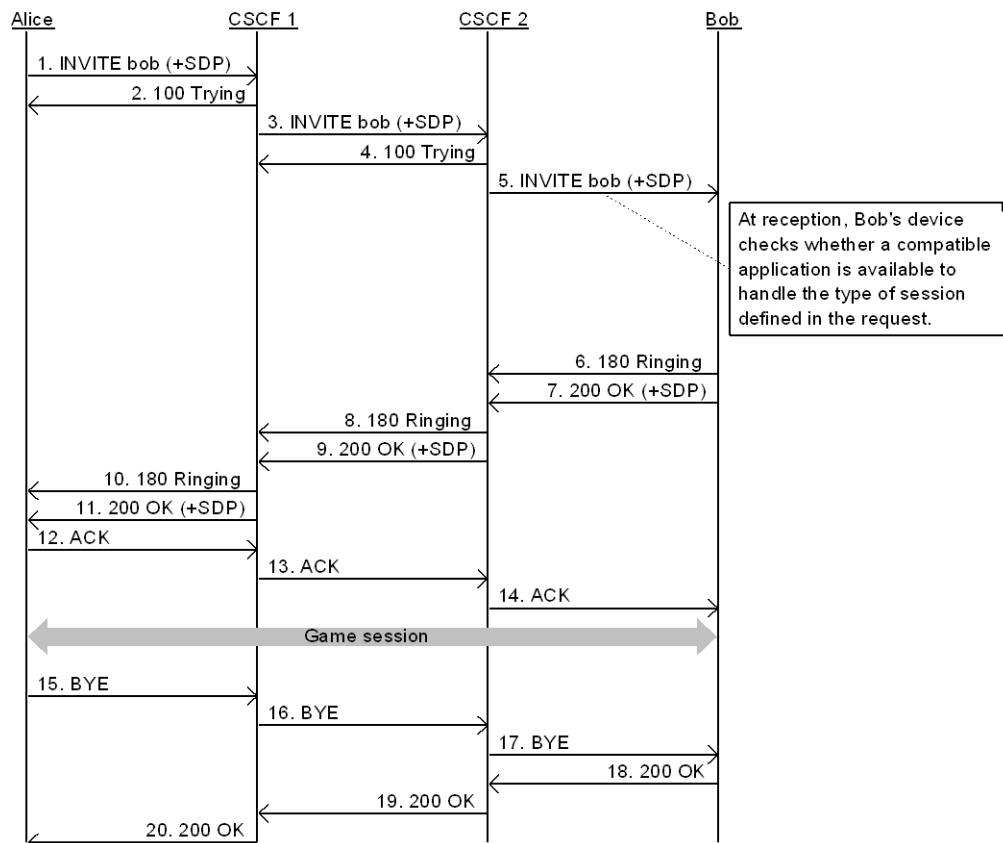 Alice
CSCF 1
CSCF 2
Bob
1. INVITE bob (+SDP)
2. 100 Trying
3. INVITE bob (+SDP)
4. 100 Trying
5. INVITE bob (+SDP)
At reception, Bob's device
checks whether a compatible
application is available to
handle the type of session
defined in the request.
6. 180 Ringing
7. 200 OK (+SDP)
8. 180 Ringing
9. 200 OK (+SDP)
10. 180 Ringing
11. 200 OK (+SDP)
12. ACK
13. ACK
14. ACK
Game session
15. BYE
16. BYE
17. BYE
18. 200 OK
19. 200 OK
20. 200 OK